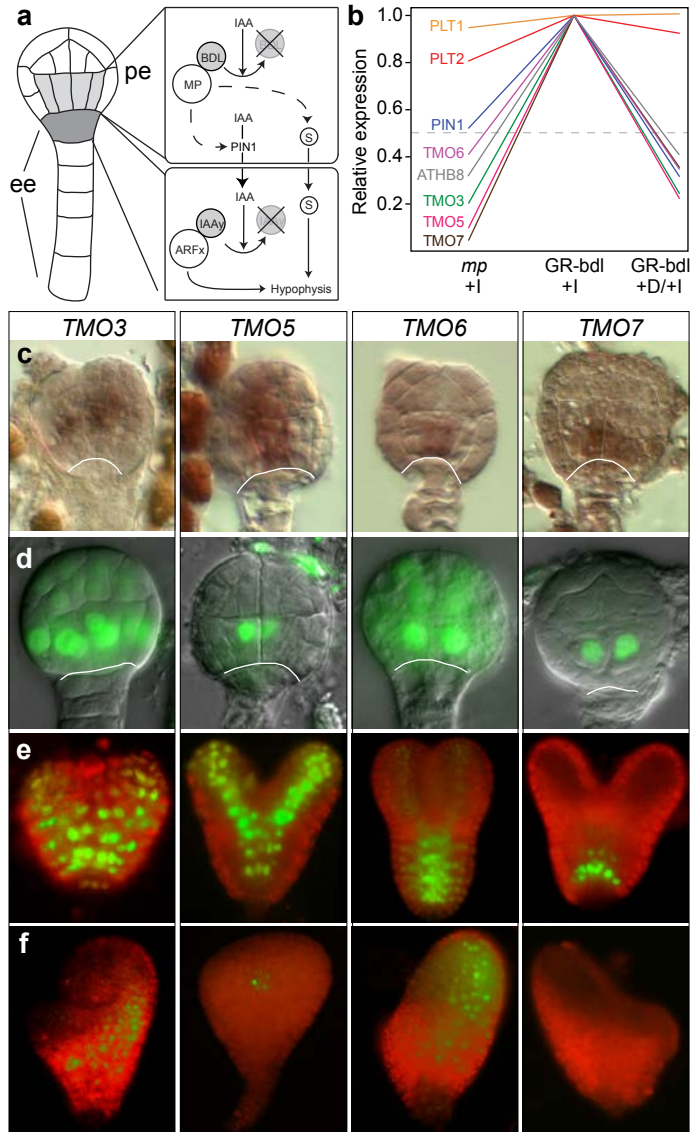 a
pe
ee
IAA
BDL
MP
IAA
PIN1
S
IAA
S
IAAy
ARFx
Hypophysis
b
Relative expression
1.0
0.8
0.6
0.4
0.2
PLT1
PLT2
PIN1
TMO6
ATHB8
TMO3
TMO5
TMO7
mp GR-bdl GR-bdl
+I +I +D/+I
TMO3 TMO5 TMO6 TMO7
c
d
e
f